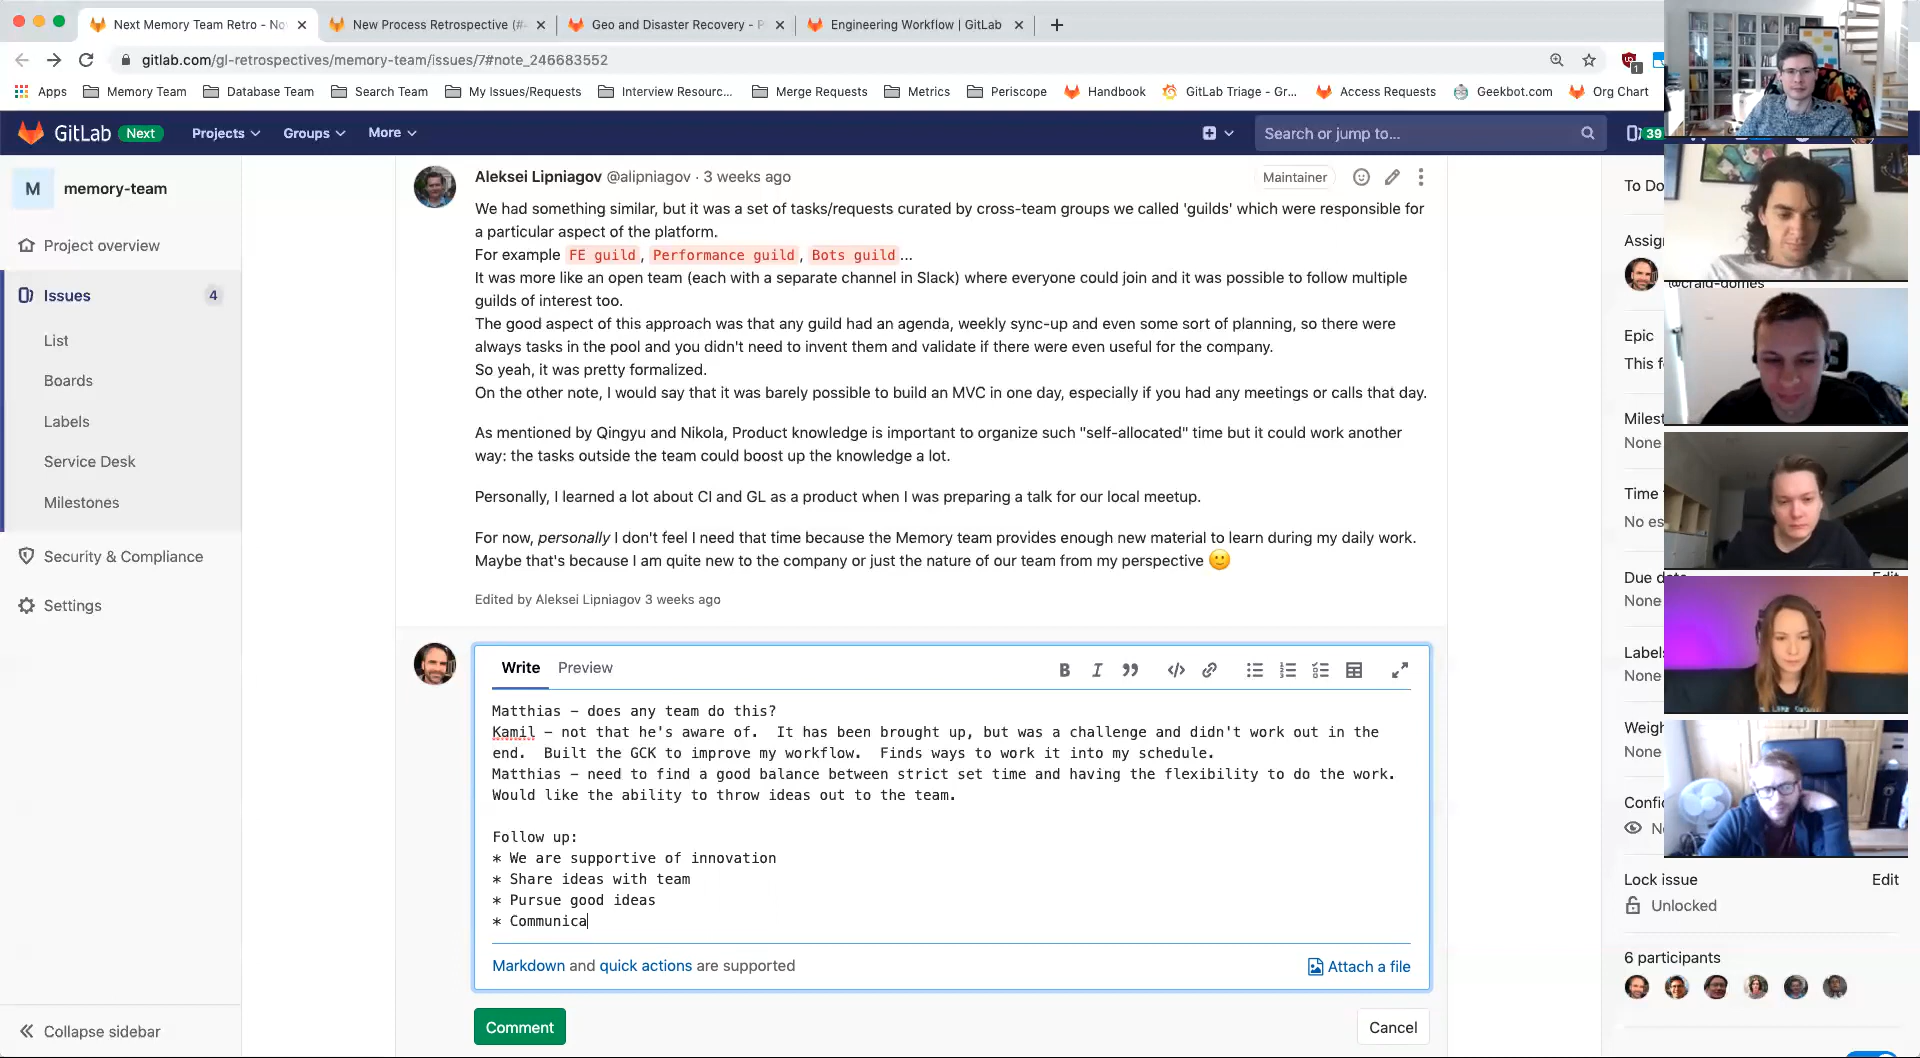 Next Memory Team Retro - No
New Process Retrospective (#
Geo and Disaster Recovery - P
Engineering Workflow | GitLab
gitlab.com/gl-retrospectives/memory-team/issues/7#note_246683552
1
Apps
Memory Team
Database Team
Search Team
My Issues/Requests
Interview Resourc...
Merge Requests
Metrics
Periscope
Handbook
GitLab Triage - Gr...
Access Requests
Geekbot.com
Org Chart
GitLab Next
Projects
Groups
More
Search or jump to...
39
M memory-team
Project overview
Issues 4
List
Boards
Labels
Service Desk
Milestones
Security & Compliance
Settings
Collapse sidebar
Aleksei Lipniagov @alipniagov · 3 weeks ago
Maintainer
We had something similar, but it was a set of tasks/requests curated by cross-team groups we called 'guilds' which were responsible for
a particular aspect of the platform.
For example FE guild, Performance guild, Bots guild...
It was more like an open team (each with a separate channel in Slack) where everyone could join and it was possible to follow multiple
guilds of interest too.
The good aspect of this approach was that any guild had an agenda, weekly sync-up and even some sort of planning, so there were
always tasks in the pool and you didn't need to invent them and validate if there were even useful for the company.
So yeah, it was pretty formalized.
On the other note, I would say that it was barely possible to build an MVC in one day, especially if you had any meetings or calls that day.
As mentioned by Qingyu and Nikola, Product knowledge is important to organize such "self-allocated" time but it could work another
way: the tasks outside the team could boost up the knowledge a lot.
Personally, I learned a lot about CI and GL as a product when I was preparing a talk for our local meetup.
For now, personally I don't feel I need that time because the Memory team provides enough new material to learn during my daily work.
Maybe that's because I am quite new to the company or just the nature of our team from my perspective 🙂
Edited by Aleksei Lipniagov 3 weeks ago
Write
Preview
Matthias - does any team do this?
Kamil - not that he's aware of.  It has been brought up, but was a challenge and didn't work out in the
end.  Built the GCK to improve my workflow.  Finds ways to work it into my schedule.
Matthias - need to find a good balance between strict set time and having the flexibility to do the work.
Would like the ability to throw ideas out to the team.
Follow up:
* We are supportive of innovation
* Share ideas with team
* Pursue good ideas
* Communica
Markdown and quick actions are supported
Attach a file
Comment
Cancel
To Do
Assig
@craig-gomes
Epic
This f
Milest
None
Time
No es
Due date
Edit
None
Labels
None
Weigh
None
Confi
Lock issue
Edit
Unlocked
6 participants